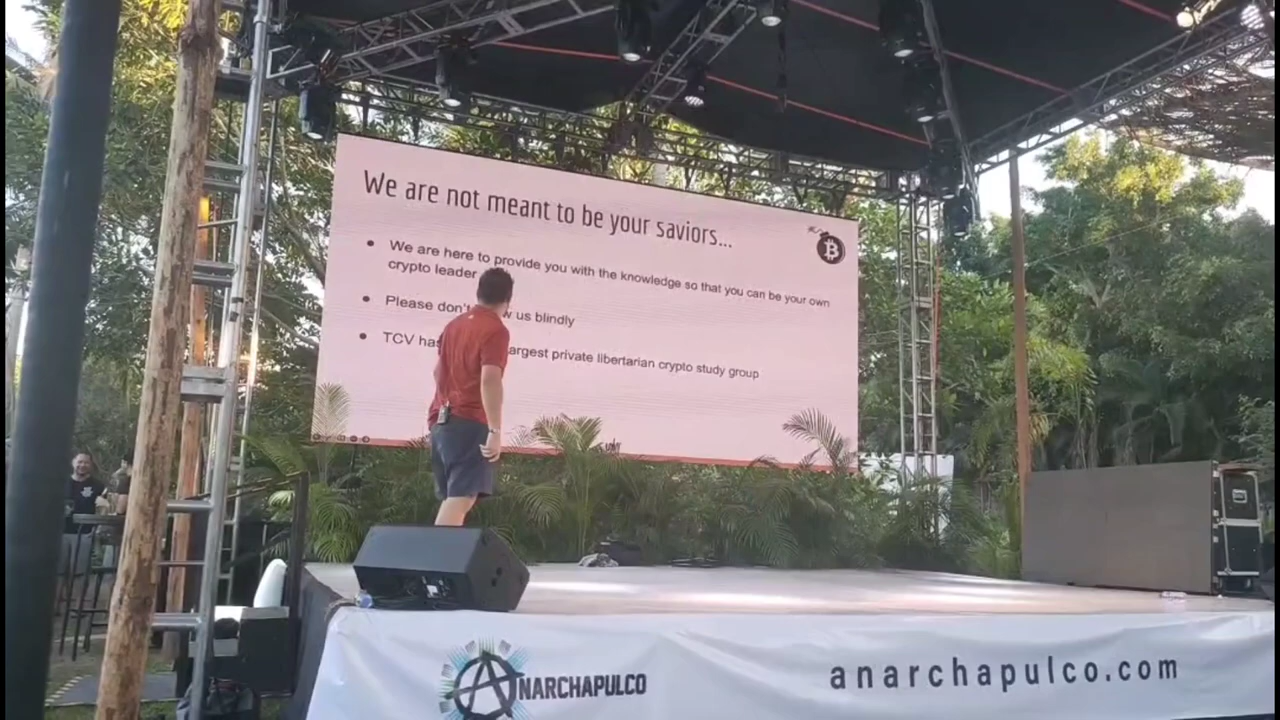 We are not meant to be your saviors...
We are here to provide you with the knowledge so that you can be your own
crypto leader
Please don't us blindly
TCV has argest private libertarian crypto study group
ANARCHAPULCO
anarchapulco.com